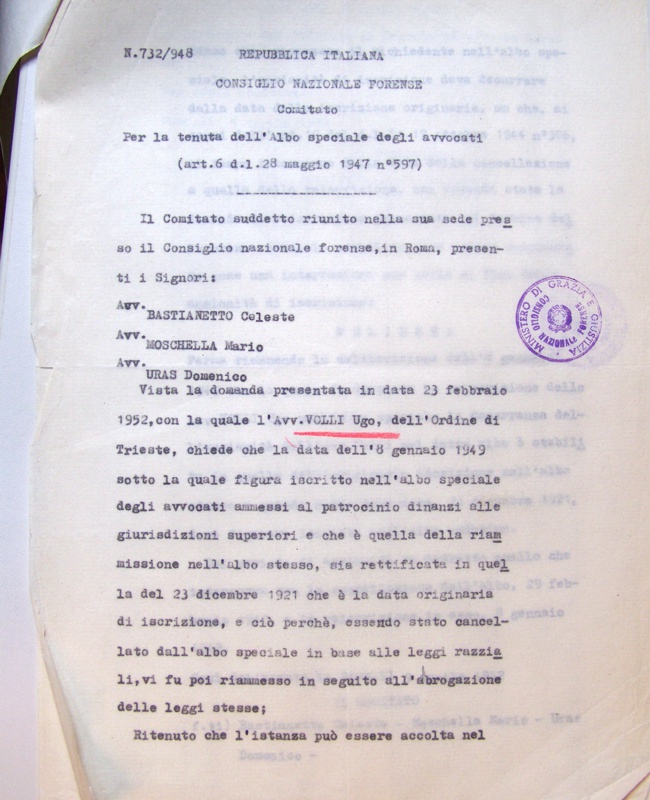 N.732/948 REPUBBLICA ITALIANA
CONSIGLIO NAZIONALE FORENSE
Comitato
Per la tenuta dell'Albo speciale degli avvocati
(art.6 d.l.28 maggio 1947 n°597)
Il Comitato suddetto riunito nella sua sede pres
so il Consiglio nazionale forense,in Roma, presen-
ti i Signori:
Avv.
BASTIANETTO Celeste
Avv.
MOSCHELLA Mario
Avv.
URAS Domenico
Vista la domanda presentata in data 23 febbraio
1952,con la quale l'Avv.VOLLI Ugo, dell'Ordine di
Trieste, chiede che la data dell'8 gennaio 1949
sotto la quale figura iscritto nell'albo speciale
degli avvocati ammessi al patrocinio dinanzi alle
giurisdizioni superiori e che è quella della riam
missione nell'albo stesso, sia rettificata in quel
la del 23 dicembre 1921 che è la data originaria
di iscrizione, e ciò perchè, essendo stato cancel-
lato dall'albo speciale in base alle leggi razzia
li,vi fu poi riammesso in seguito all'abrogazione
delle leggi stesse;
Ritenuto che l'istanza può essere accolta nel
MINISTERO DI GRAZIA E GIUSTIZIA
CONSIGLIO NAZIONALE FORENSE